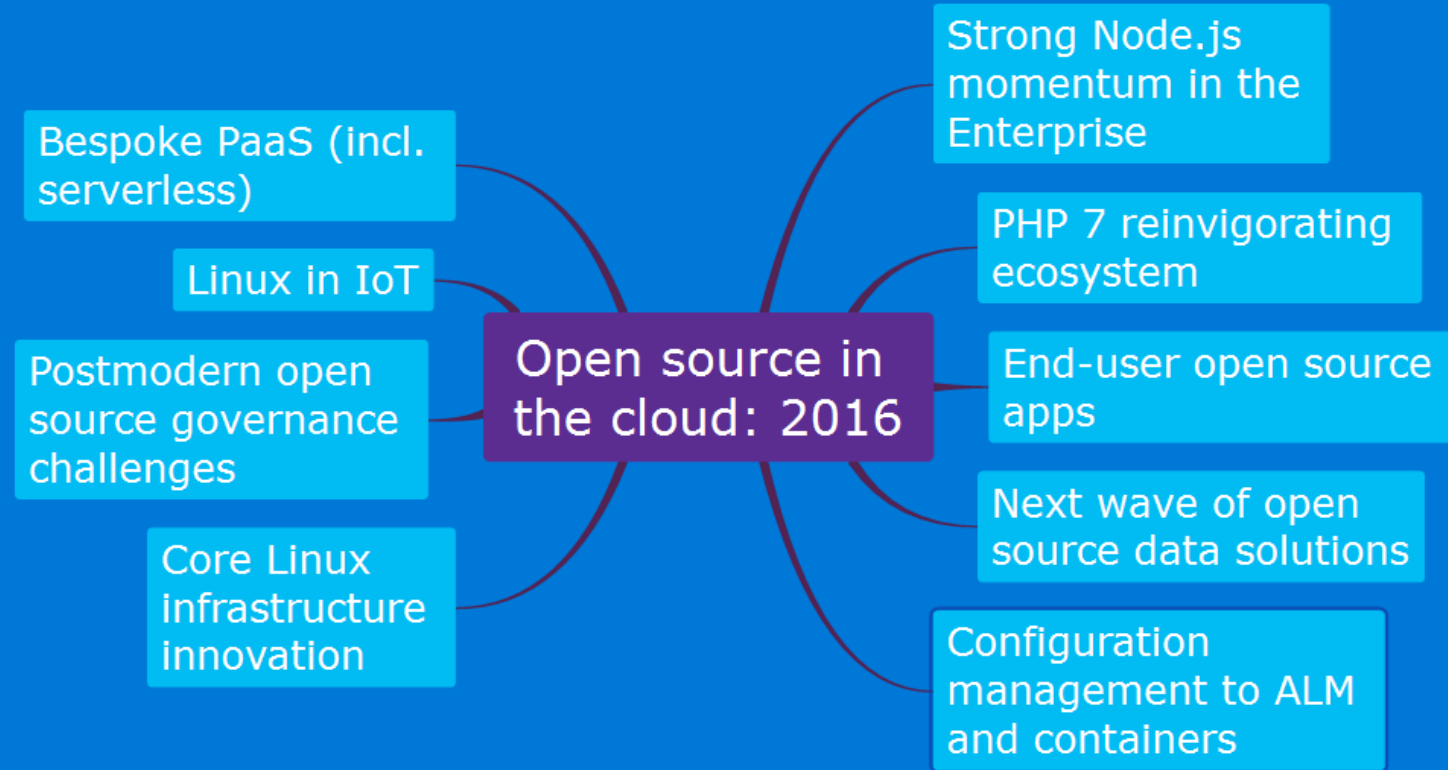 Open source in
the cloud: 2016
Strong Node.js
momentum in the
Enterprise
PHP 7 reinvigorating
ecosystem
End-user open source
apps
Next wave of open
source data solutions
Configuration
management to ALM
and containers
Bespoke PaaS (incl.
serverless)
Linux in IoT
Postmodern open
source governance
challenges
Core Linux
infrastructure
innovation